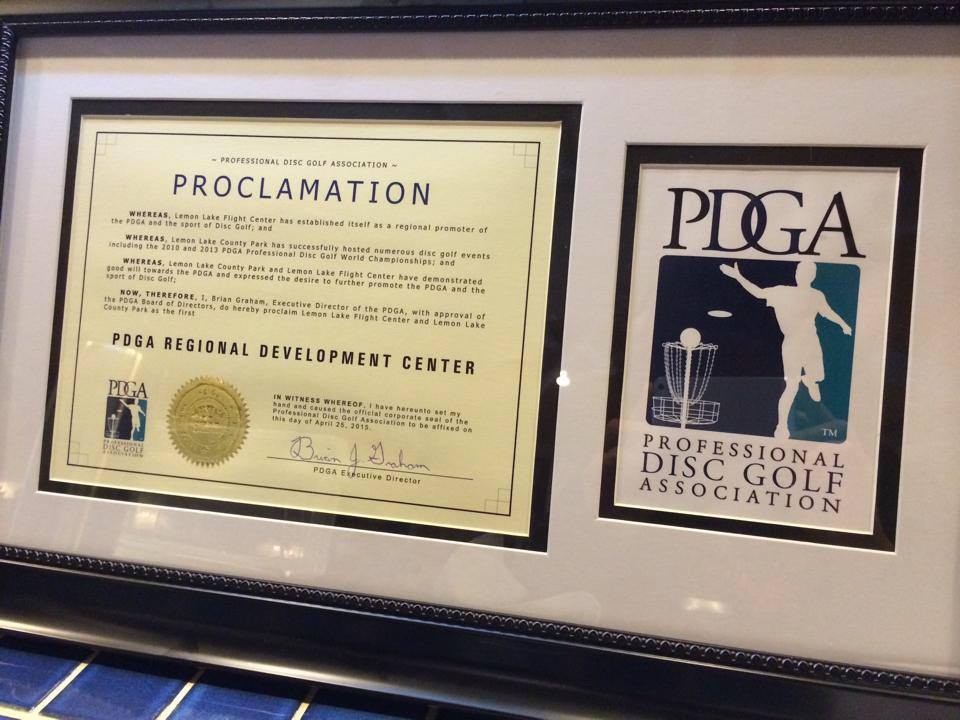 ~ PROFESSIONAL DISC GOLF ASSOCIATION ~
PROCLAMATION
WHEREAS, Lemon Lake Flight Center has established itself as a regional promoter of
the PDGA and the sport of Disc Golf; and
WHEREAS, Lemon Lake County Park has successfully hosted numerous disc golf events
including the 2010 and 2013 PDGA Professional Disc Golf World Championships; and
WHEREAS, Lemon Lake County Park and Lemon Lake Flight Center have demonstrated
good will towards the PDGA and expressed the desire to further promote the PDGA and the
sport of Disc Golf;
NOW, THEREFORE, I, Brian Graham, Executive Director of the PDGA, with approval of
the PDGA Board of Directors, do hereby proclaim Lemon Lake Flight Center and Lemon Lake
County Park as the first
PDGA REGIONAL DEVELOPMENT CENTER
IN WITNESS WHEREOF, I have hereunto set my
hand and caused the official corporate seal of the
Professional Disc Golf Association to be affixed on
this day of April 25, 2015.
Brian J Graham
PDGA Executive Director
PDGA
PROFESSIONAL
DISC GOLF
ASSOCIATION
PDGA
TM
PROFESSIONAL
DISC GOLF
ASSOCIATION